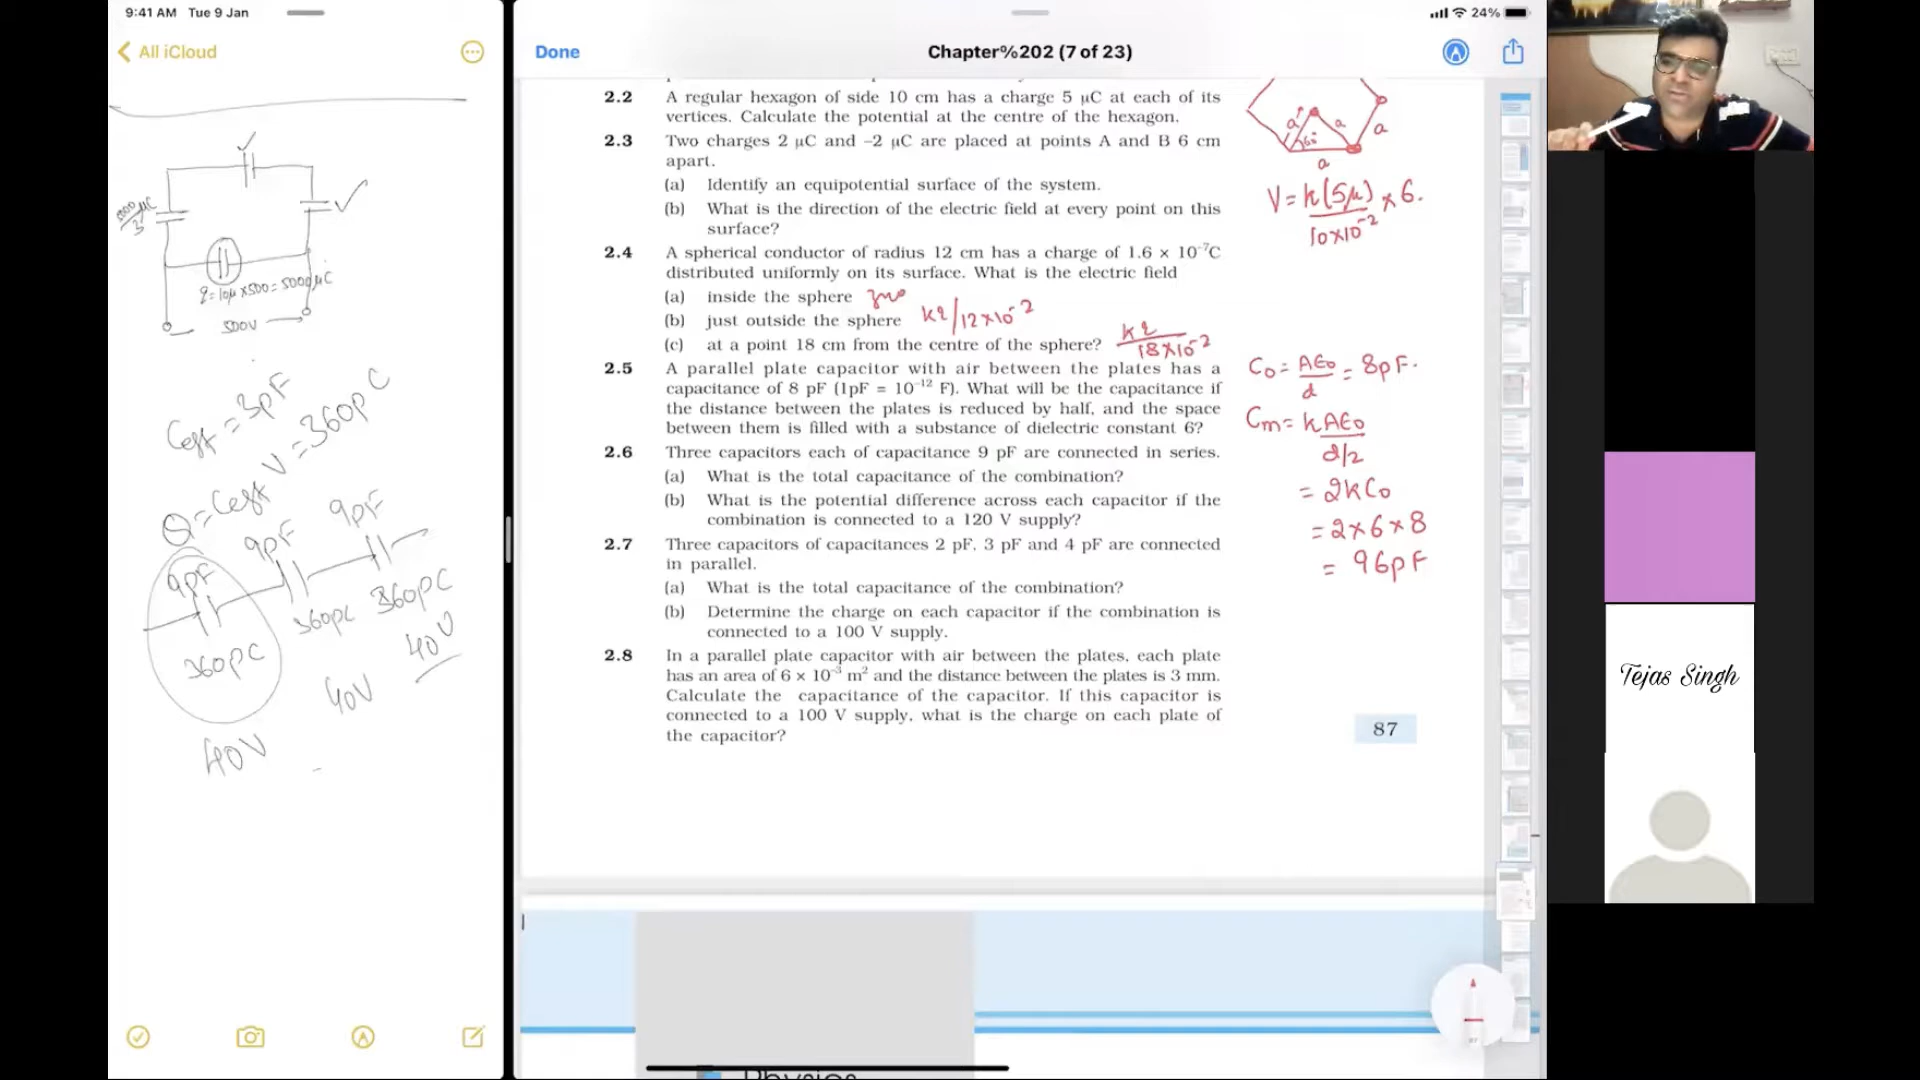 9:41 AM Tue 9 Jan
All iCloud
5000 μC
3
q = 10μ × 500 = 5000μC
500V
Ceff = 3pF
Q = Ceff V = 360pC
9pF
9pF
9pF
360pC
360pC
360pC
40V
40V
40V
24%
Done
Chapter%202 (7 of 23)
2.2 A regular hexagon of side 10 cm has a charge 5 μC at each of its
vertices. Calculate the potential at the centre of the hexagon.
2.3 Two charges 2 μC and –2 μC are placed at points A and B 6 cm
apart.
(a) Identify an equipotential surface of the system.
(b) What is the direction of the electric field at every point on this
surface?
2.4 A spherical conductor of radius 12 cm has a charge of 1.6 × 10⁻⁷C
distributed uniformly on its surface. What is the electric field
(a) inside the sphere zero
(b) just outside the sphere kq/12×10⁻²
(c) at a point 18 cm from the centre of the sphere? kq
18×10⁻²
2.5 A parallel plate capacitor with air between the plates has a
capacitance of 8 pF (1pF = 10⁻¹² F). What will be the capacitance if
the distance between the plates is reduced by half, and the space
between them is filled with a substance of dielectric constant 6?
2.6 Three capacitors each of capacitance 9 pF are connected in series.
(a) What is the total capacitance of the combination?
(b) What is the potential difference across each capacitor if the
combination is connected to a 120 V supply?
2.7 Three capacitors of capacitances 2 pF, 3 pF and 4 pF are connected
in parallel.
(a) What is the total capacitance of the combination?
(b) Determine the charge on each capacitor if the combination is
connected to a 100 V supply.
2.8 In a parallel plate capacitor with air between the plates, each plate
has an area of 6 × 10⁻³ m² and the distance between the plates is 3 mm.
Calculate the capacitance of the capacitor. If this capacitor is
connected to a 100 V supply, what is the charge on each plate of
the capacitor?
a
a
a
60°
a
V = k(5μ) × 6.
10×10⁻²
C₀ = Aε₀ = 8pF.
d
Cm = kAε₀
d/2
= 2kC₀
= 2×6×8
= 96pF
87
Physics
Tejas Singh